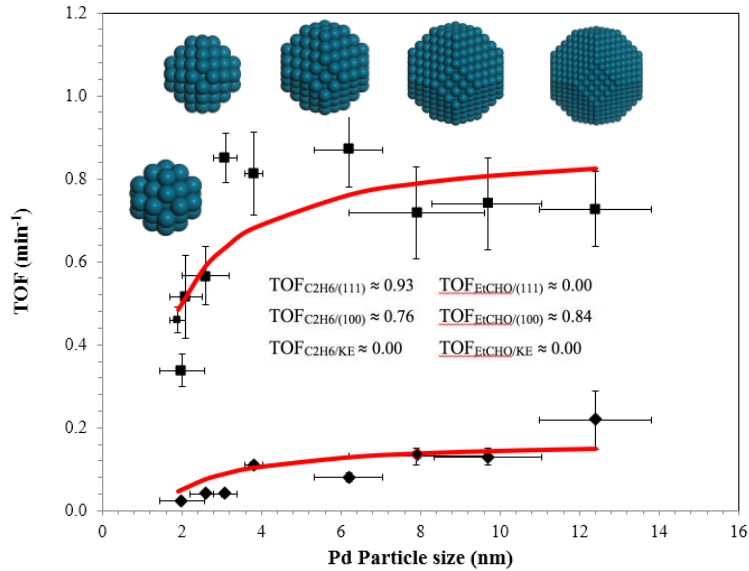 1.2
1.0
0.8
0.6
0.4
0.2
0.0
TOF (min-1)
TOFC2H6/(111) ≈ 0.93 TOFEtCHO/(111) ≈ 0.00
TOFC2H6/(100) ≈ 0.76 TOFEtCHO/(100) ≈ 0.84
TOFC2H6/KE ≈ 0.00 TOFEtCHO/KE ≈ 0.00
0 2 4 6 8 10 12 14 16
Pd Particle size (nm)